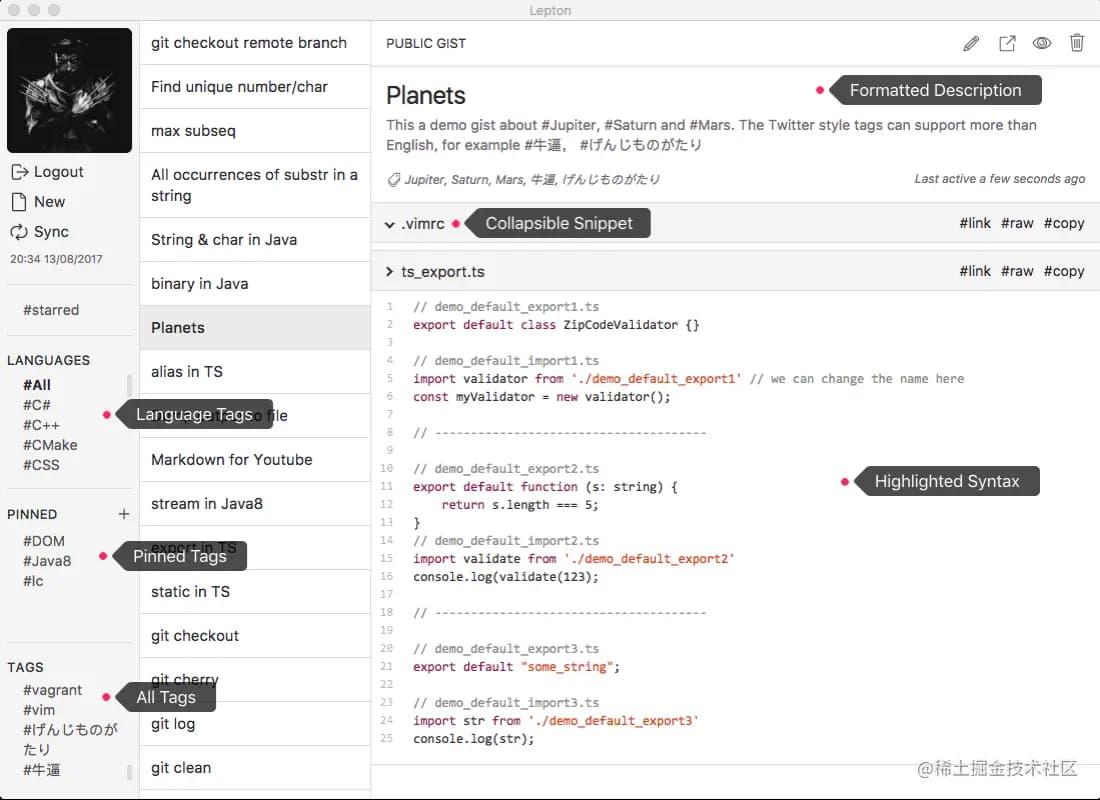 Lepton
Logout
New
Sync
20:34 13/08/2017
#starred
LANGUAGES
#All
#C#
#C++
#CMake
#CSS
Language Tags
PINNED +
#DOM
#Java8
#lc
Pinned Tags
TAGS
#vagrant
#vim
#げんじものが
たり
#牛逼
All Tags
git checkout remote branch
Find unique number/char
max subseq
All occurrences of substr in a
string
String & char in Java
binary in Java
Planets
alias in TS
file
Markdown for Youtube
stream in Java8
export in TS
static in TS
git checkout
git cherry
git log
git clean
PUBLIC GIST
Planets
Formatted Description
This a demo gist about #Jupiter, #Saturn and #Mars. The Twitter style tags can support more than
English, for example #牛逼， #げんじものがたり
Jupiter, Saturn, Mars, 牛逼, げんじものがたり
Last active a few seconds ago
.vimrc
Collapsible Snippet
#link #raw #copy
ts_export.ts
#link #raw #copy
1 // demo_default_export1.ts
2 export default class ZipCodeValidator {}
3
4 // demo_default_import1.ts
5 import validator from './demo_default_export1' // we can change the name here
6 const myValidator = new validator();
7
8 // -------------------------------------
9
10 // demo_default_export2.ts
11 export default function (s: string) {
12 return s.length === 5;
13 }
14 // demo_default_import2.ts
15 import validate from './demo_default_export2'
16 console.log(validate(123);
17
18 // -------------------------------------
19
20 // demo_default_export3.ts
21 export default "some_string";
22
23 // demo_default_import3.ts
24 import str from './demo_default_export3'
25 console.log(str);
Highlighted Syntax
@稀土掘金技术社区